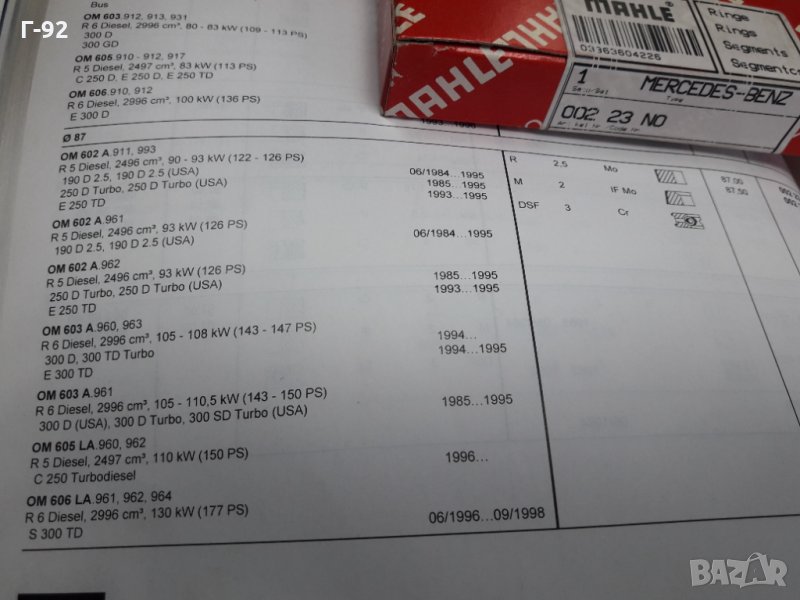 Г-92
Bus
OM 603.912, 913, 931
R 6 Diesel, 2996 cm³, 80 - 83 kW (109 - 113 PS)
300 D
300 GD
OM 605.910 - 912, 917
R 5 Diesel, 2497 cm³, 83 kW (113 PS)
C 250 D, E 250 D, E 250 TD
OM 606.910, 912
R 6 Diesel, 2996 cm³, 100 kW (136 PS)
E 300 D
1995...1996
MAHLE
MAHLE
MAHLE
03363604226
Ringe
Rings
Segments
1
MERCEDES-BENZ
002 23 N0
Ø 87
OM 602 A.911, 993
R 5 Diesel, 2496 cm³, 90 - 93 kW (122 - 126 PS)
190 D 2.5, 190 D 2.5 (USA) 06/1984...1995
250 D Turbo, 250 D Turbo (USA) 1985...1995
E 250 TD 1993...1995
R 2.5 Mo 87.00
M 2 IF Mo 87.50
DSF 3 Cr
OM 602 A.961
R 5 Diesel, 2496 cm³, 93 kW (126 PS)
190 D 2.5, 190 D 2.5 (USA) 06/1984...1995
OM 602 A.962
R 5 Diesel, 2496 cm³, 93 kW (126 PS)
250 D Turbo, 250 D Turbo (USA) 1985...1995
E 250 TD 1993...1995
OM 603 A.960, 963
R 6 Diesel, 2996 cm³, 105 - 108 kW (143 - 147 PS)
300 D, 300 TD Turbo 1994...
E 300 TD 1994...1995
OM 603 A.961
R 6 Diesel, 2996 cm³, 105 - 110,5 kW (143 - 150 PS)
300 D (USA), 300 D Turbo, 300 SD Turbo (USA) 1985...1995
OM 605 LA.960, 962
R 5 Diesel, 2497 cm³, 110 kW (150 PS)
C 250 Turbodiesel 1996...
OM 606 LA.961, 962, 964
R 6 Diesel, 2996 cm³, 130 kW (177 PS)
S 300 TD 06/1996...09/1998
BAZAR